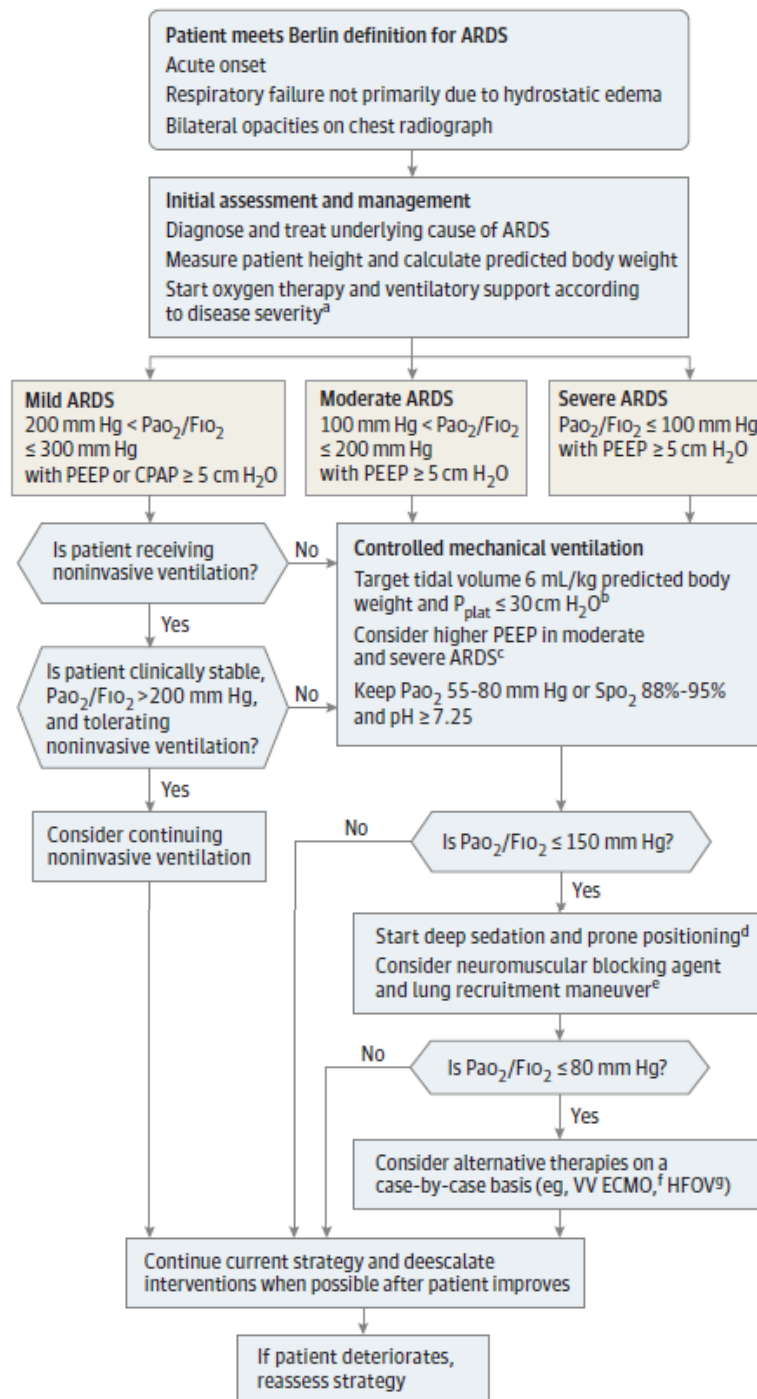 Patient meets Berlin definition for ARDS
Acute onset
Respiratory failure not primarily due to hydrostatic edema
Bilateral opacities on chest radiograph
Initial assessment and management
Diagnose and treat underlying cause of ARDS
Measure patient height and calculate predicted body weight
Start oxygen therapy and ventilatory support according
to disease severityᵃ
Mild ARDS
200 mm Hg < Pao₂/Fio₂
≤ 300 mm Hg
with PEEP or CPAP ≥ 5 cm H₂O
Moderate ARDS
100 mm Hg < Pao₂/Fio₂
≤ 200 mm Hg
with PEEP ≥ 5 cm H₂O
Severe ARDS
Pao₂/Fio₂ ≤ 100 mm Hg
with PEEP ≥ 5 cm H₂O
Is patient receiving
noninvasive ventilation?
No
Yes
Is patient clinically stable,
Pao₂/Fio₂ >200 mm Hg,
and tolerating
noninvasive ventilation?
No
Yes
Consider continuing
noninvasive ventilation
Controlled mechanical ventilation
Target tidal volume 6 mL/kg predicted body
weight and Pplat ≤ 30 cm H₂Oᵇ
Consider higher PEEP in moderate
and severe ARDSᶜ
Keep Pao₂ 55-80 mm Hg or Spo₂ 88%-95%
and pH ≥ 7.25
No
Is Pao₂/Fio₂ ≤ 150 mm Hg?
Yes
Start deep sedation and prone positioningᵈ
Consider neuromuscular blocking agent
and lung recruitment maneuverᵉ
No
Is Pao₂/Fio₂ ≤ 80 mm Hg?
Yes
Consider alternative therapies on a
case-by-case basis (eg, VV ECMO,ᶠ HFOVᵍ)
Continue current strategy and deescalate
interventions when possible after patient improves
If patient deteriorates,
reassess strategy